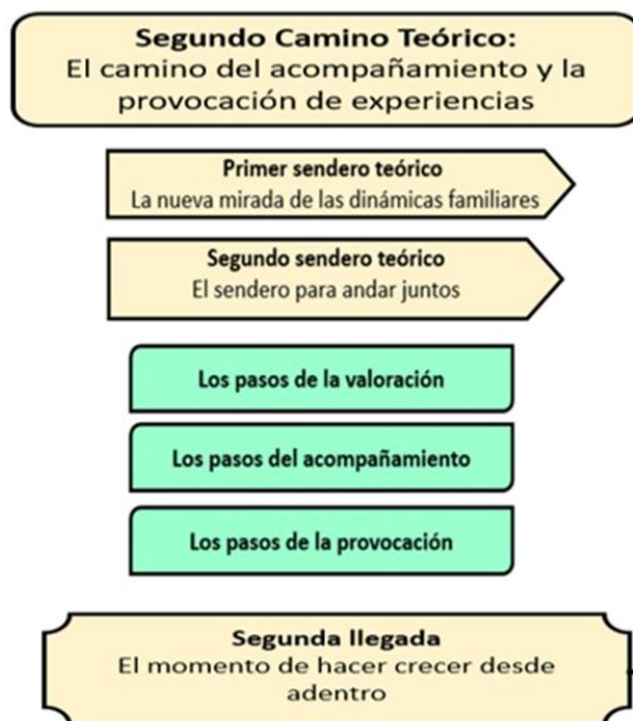 Segundo Camino Teórico:
El camino del acompañamiento y la
provocación de experiencias
Primer sendero teórico
La nueva mirada de las dinámicas familiares
Segundo sendero teórico
El sendero para andar juntos
Los pasos de la valoración
Los pasos del acompañamiento
Los pasos de la provocación
Segunda llegada
El momento de hacer crecer desde
adentro